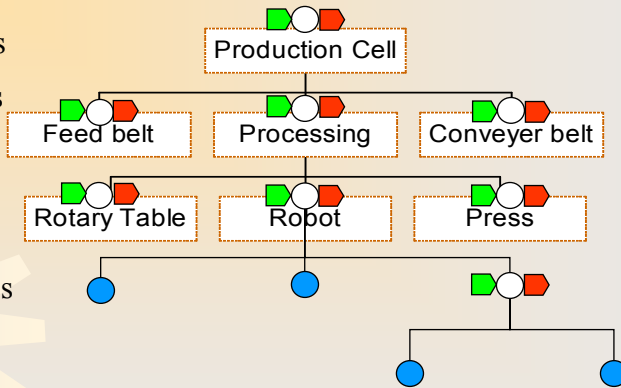 Production Cell
s
s
Feed belt
Processing
Conveyer belt
Rotary Table
Robot
Press
s